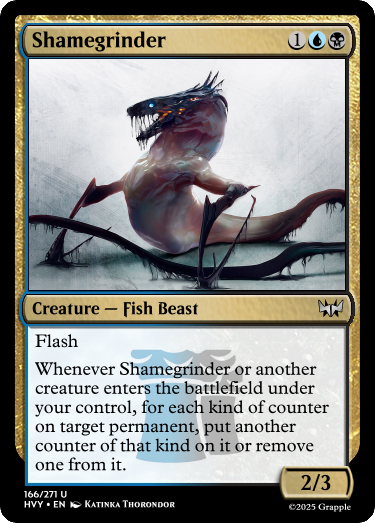 Shamegrinder 1
Creature — Fish Beast
Flash
Whenever Shamegrinder or another
creature enters the battlefield under
your control, for each kind of counter
on target permanent, put another
counter of that kind on it or remove
one from it.
2/3
166/271 U
HVY • EN Katinka Thorondor
©2025 Grapple